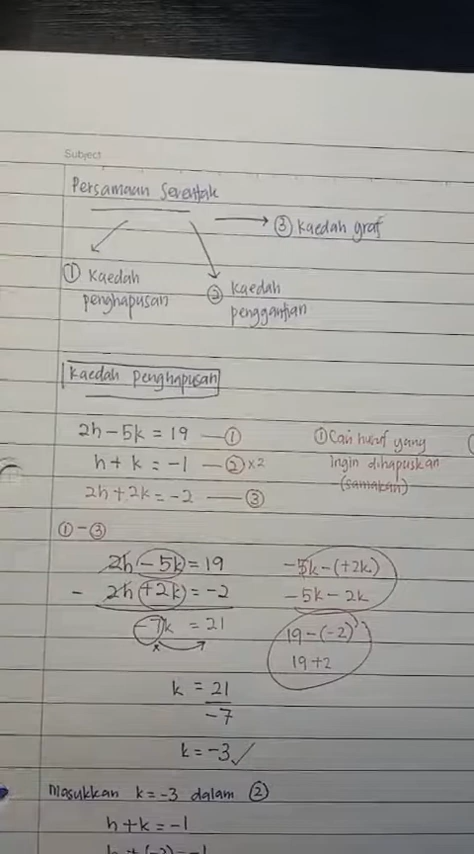 Subject
Persamaan Serentak
③ Kaedah graf
① Kaedah
penghapusan
② Kaedah
penggantian
Kaedah Penghapusan
2h - 5k = 19 — ①
h + k = -1 — ② ×2
2h + 2k = -2 — ③
① Cari huruf yang
ingin dihapuskan
(samakan)
① - ③
2h - 5k = 19
- 2h + 2k = -2
-7k = 21
-5k - (+2k)
-5k - 2k
19 - (-2)
19 + 2
k = 21
-7
k = -3 ✓
Masukkan k = -3 dalam ②
h + k = -1
h + (-3) = -1